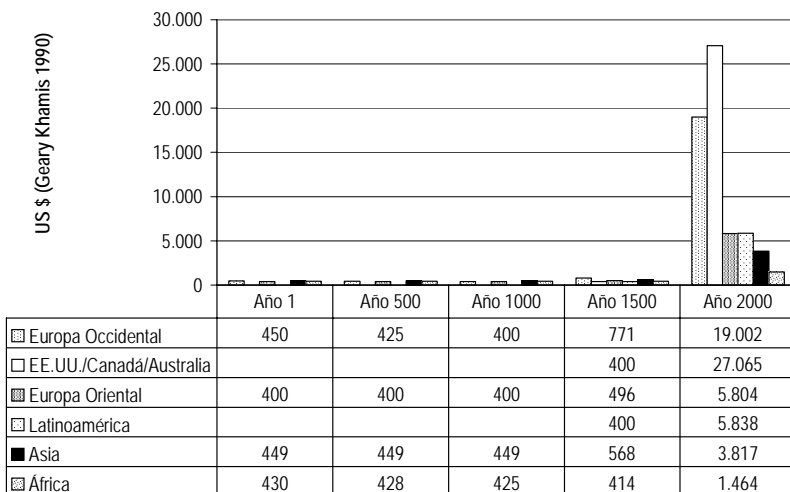 US $ (Geary Khamis 1990)
30.000
25.000
20.000
15.000
10.000
5.000
0
Año 1 Año 500 Año 1000 Año 1500 Año 2000
Europa Occidental 450 425 400 771 19.002
EE.UU./Canadá/Australia 400 27.065
Europa Oriental 400 400 400 496 5.804
Latinoamérica 400 5.838
Asia 449 449 449 568 3.817
África 430 428 425 414 1.464